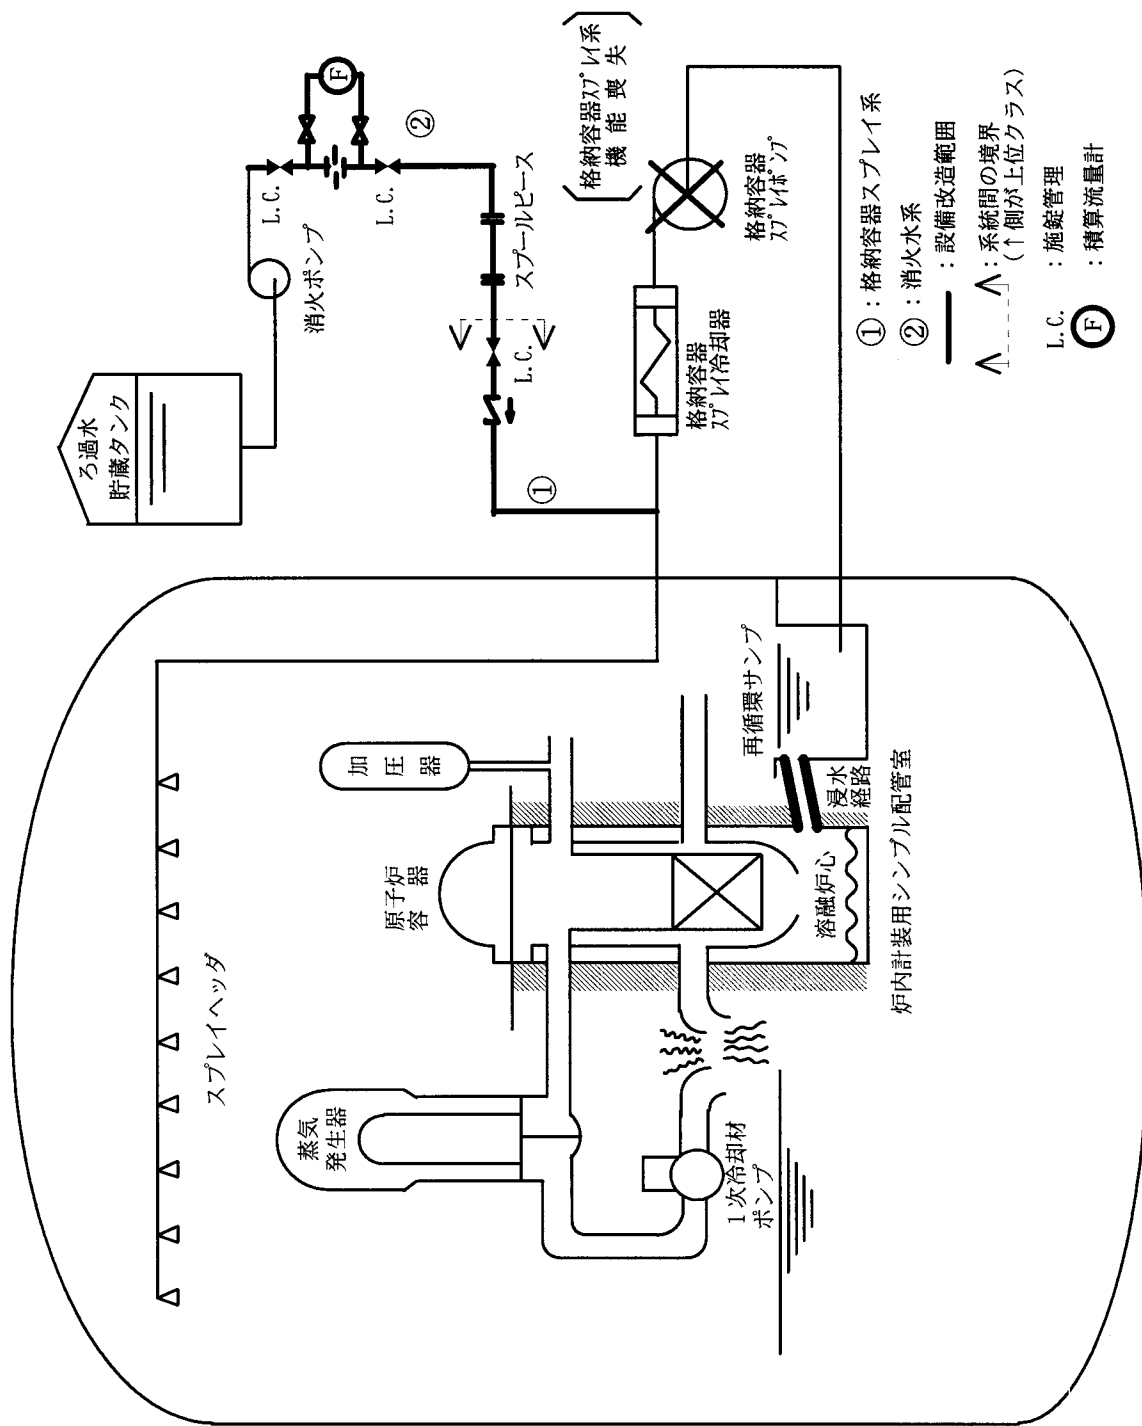 ろ過水
貯蔵タンク
消火ポンプ
L.C.
F
L.C.
②
スプールピース
L.C.
①
格納容器スプレイ系
機能喪失
格納容器
スプレイポンプ
格納容器
スプレイ冷却器
①：格納容器スプレイ系
②：消火水系
：設備改造範囲
：系統間の境界
（↑側が上位クラス）
L.C.：施錠管理
F：積算流量計
スプレイヘッダ
蒸気
発生器
加圧器
原子炉
容器
1次冷却材
ポンプ
溶融炉心
再循環サンプ
浸水
経路
炉内計装用シンブル配管室